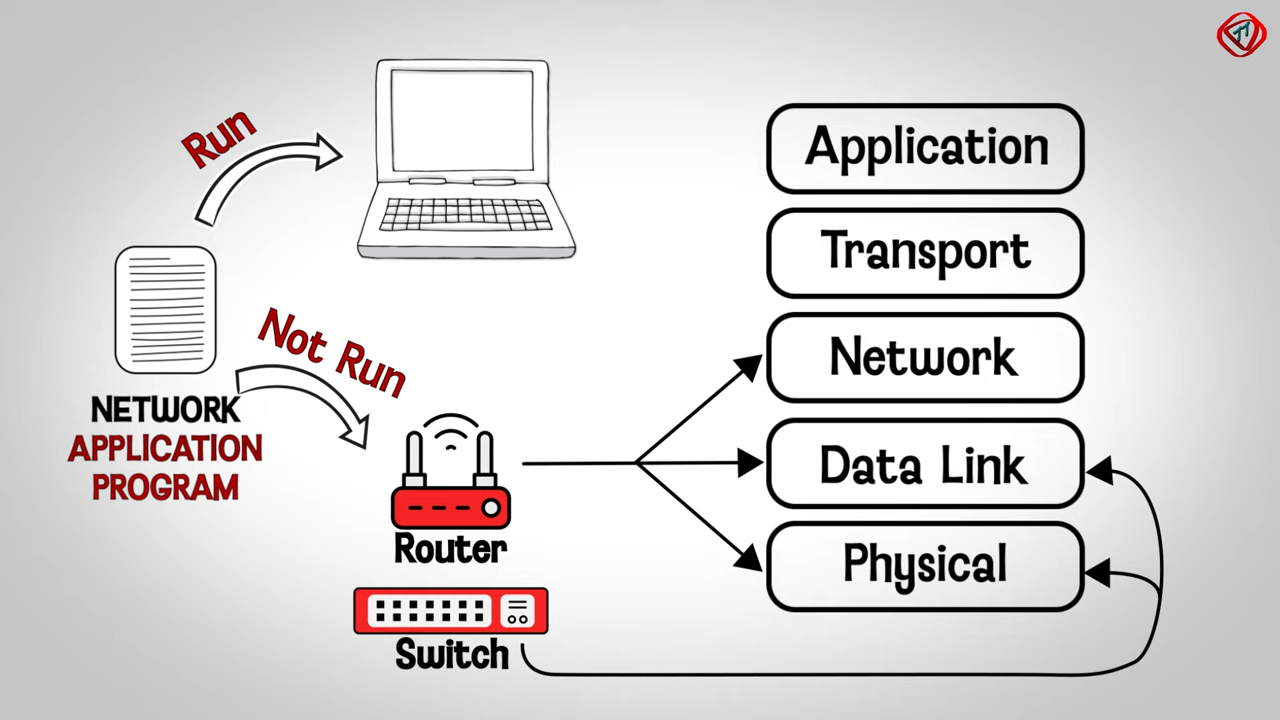 Run
Not Run
NETWORK
APPLICATION
PROGRAM
Router
Switch
Application
Transport
Network
Data Link
Physical